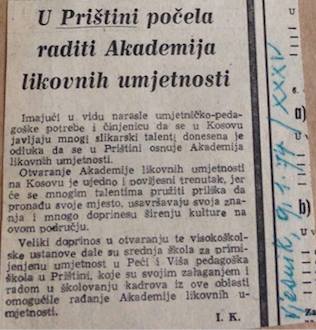 U Prištini počela
raditi Akademija
likovnih umjetnosti
Imajući u vidu narasle umjetničko-peda-
goške potrebe i činjenicu da se u Kosovu
javljaju mnogi slikarski talenti donesena je
odluka da se u Prištini osnuje Akademija
likovnih umjetnosti.
Otvaranje Akademije likovnih umjetnosti
na Kosovu je ujedno i povijesni trenutak, jer
će se mnogim talentima pružiti prilika da
pronađu svoje mjesto, usavršavaju svoja zna-
nja i mnogo doprinesu širenju kulture na
ovom području.
Veliki doprinos u otvaranju te visokoškol-
ske ustanove dale su srednja škola za primi-
jenjenu umjetnost u Peći i Viša pedagoška
škola u Prištini, koje su svojim zalaganjem i
radom u školovanju kadrova iz ove oblasti
omogućile rađanje Akademije likovnih u-
mjetnosti.
I. K.
Vjesnik, 9. 1. 74 / XXXV
Za